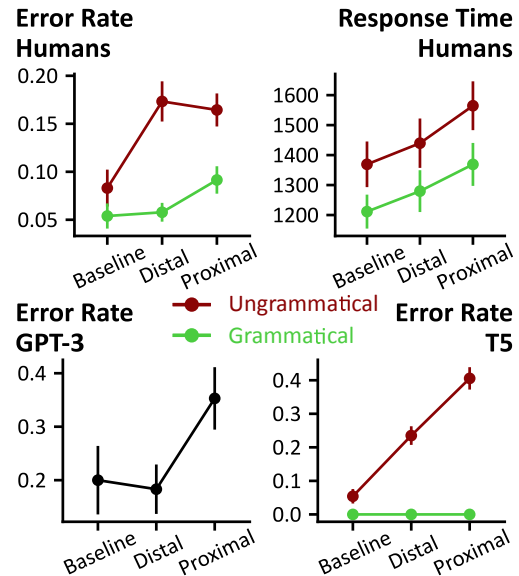 Error Rate
Humans
0.20
0.15
0.10
0.05
Baseline
Distal
Proximal
Response Time
Humans
1600
1500
1400
1300
1200
Baseline
Distal
Proximal
Ungrammatical
Grammatical
Error Rate
GPT-3
0.4
0.3
0.2
Baseline
Distal
Proximal
Error Rate
T5
0.4
0.3
0.2
0.1
0.0
Baseline
Distal
Proximal